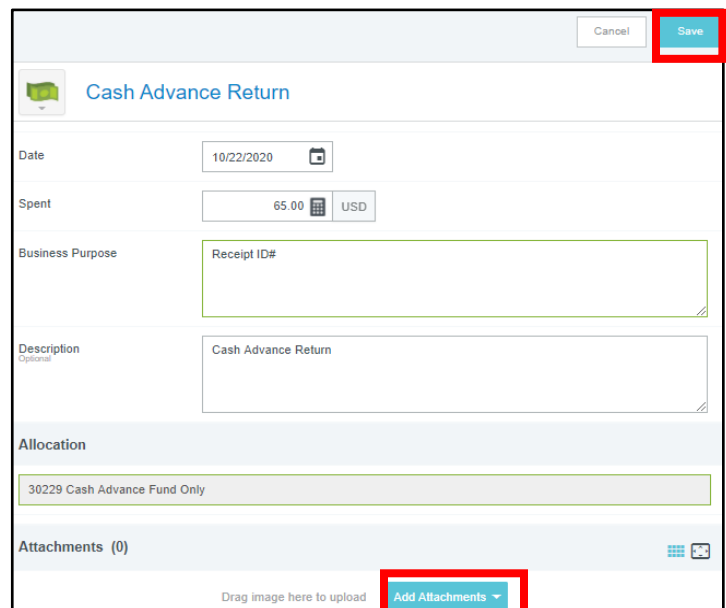 Cancel Save
Cash Advance Return
Date 10/22/2020
Spent 65.00 USD
Business Purpose Receipt ID#
Description Cash Advance Return
Optional
Allocation
30229 Cash Advance Fund Only
Attachments (0)
Drag image here to upload Add Attachments